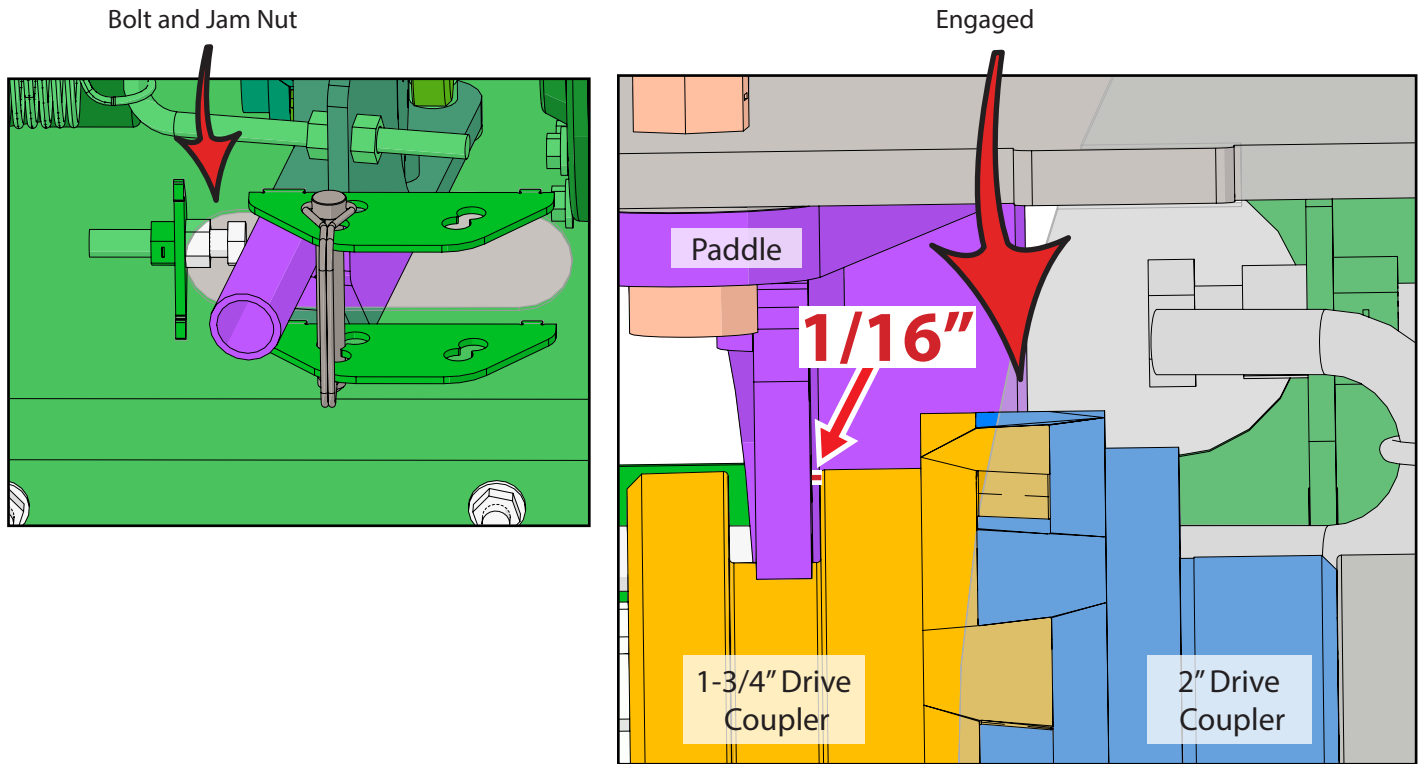 Bolt and Jam Nut
Engaged
Paddle
1/16”
1-3/4” Drive
Coupler
2” Drive
Coupler